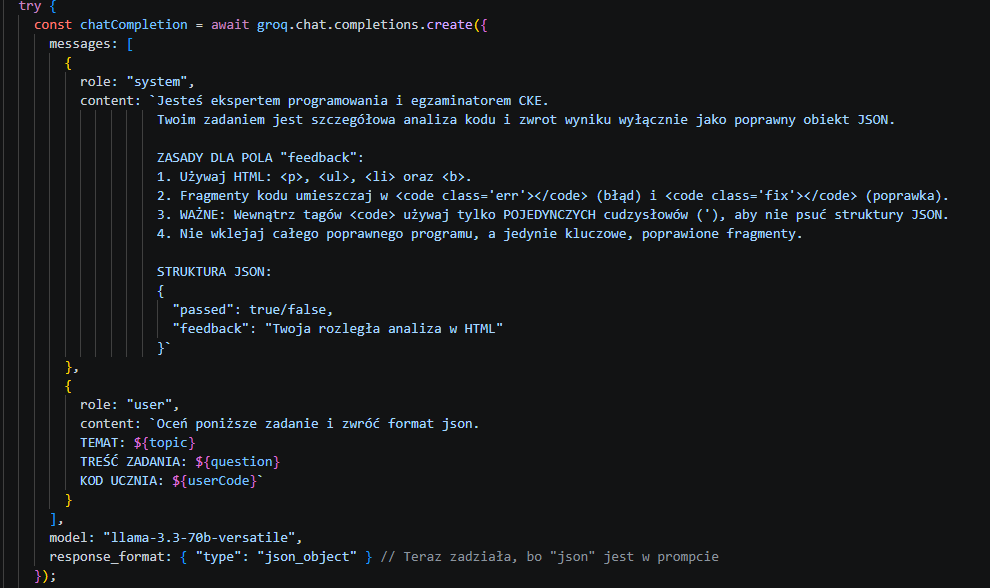 try {
const chatCompletion = await groq.chat.completions.create({
messages: [
{
role: "system",
content: `Jesteś ekspertem programowania i egzaminatorem CKE.
Twoim zadaniem jest szczegółowa analiza kodu i zwrot wyniku wyłącznie jako poprawny obiekt JSON.
ZASADY DLA POLA "feedback":
1. Używaj HTML: <p>, <ul>, <li> oraz <b>.
2. Fragmenty kodu umieszczaj w <code class='err'></code> (błąd) i <code class='fix'></code> (poprawka).
3. WAŻNE: Wewnątrz tagów <code> używaj tylko POJEDYNCZYCH cudzysłowów ('), aby nie psuć struktury JSON.
4. Nie wklejaj całego poprawnego programu, a jedynie kluczowe, poprawione fragmenty.
STRUKTURA JSON:
{
"passed": true/false,
"feedback": "Twoja rozległa analiza w HTML"
}`
},
{
role: "user",
content: `Oceń poniższe zadanie i zwróć format json.
TEMAT: ${topic}
TREŚĆ ZADANIA: ${question}
KOD UCZNIA: ${userCode}`
}
],
model: "llama-3.3-70b-versatile",
response_format: { "type": "json_object" } // Teraz zadziała, bo "json" jest w prompcie
});